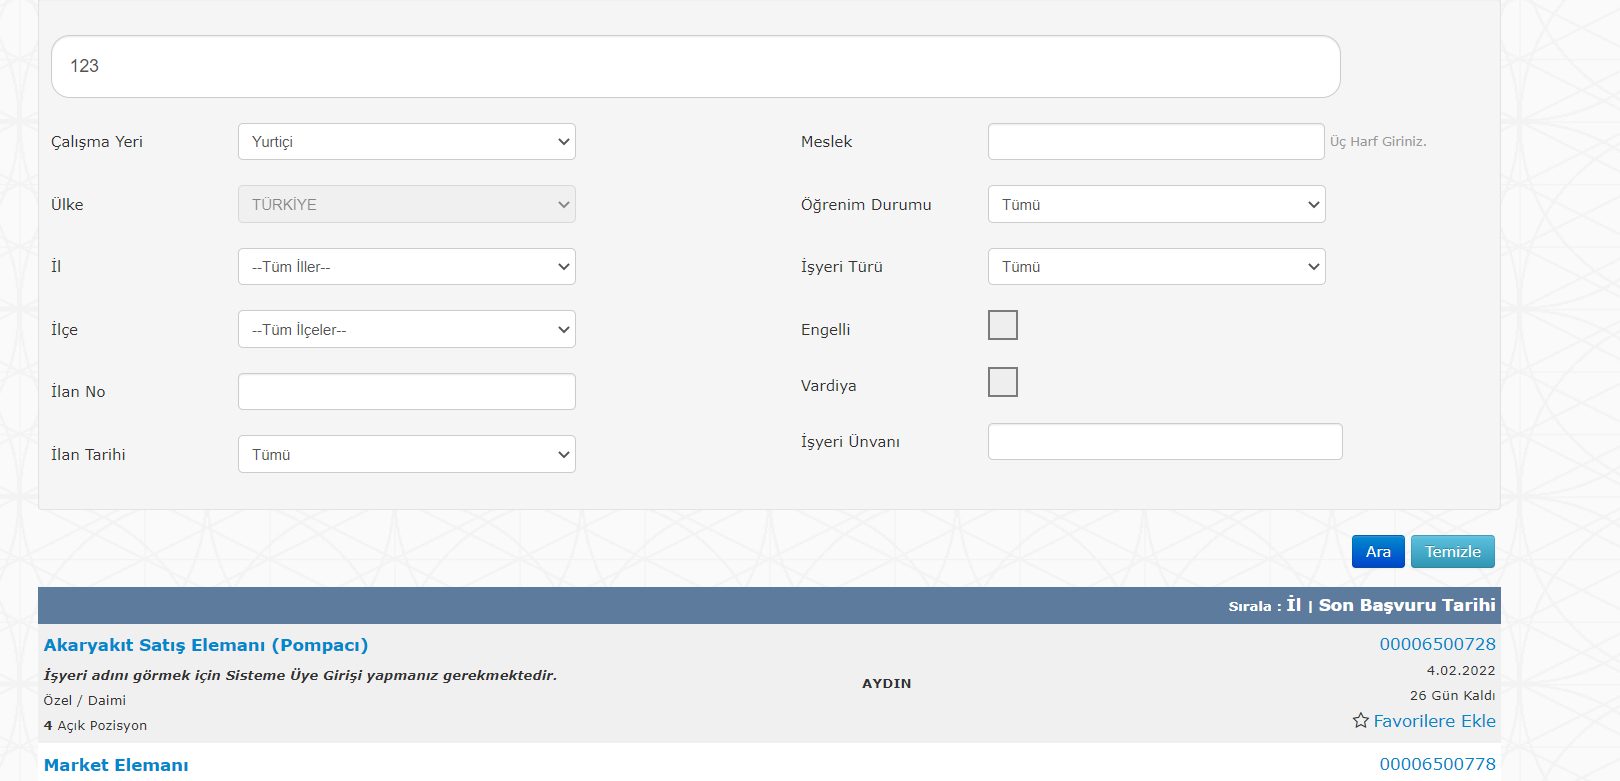 123
Çalışma Yeri
Yurtiçi
Meslek
Üç Harf Giriniz.
Ülke
TÜRKİYE
Öğrenim Durumu
Tümü
İl
--Tüm İller--
İşyeri Türü
Tümü
İlçe
--Tüm İlçeler--
Engelli
İlan No
Vardiya
İlan Tarihi
Tümü
İşyeri Ünvanı
Ara
Temizle
Sırala : İl | Son Başvuru Tarihi
Akaryakıt Satış Elemanı (Pompacı)
00006500728
İşyeri adını görmek için Sisteme Üye Girişi yapmanız gerekmektedir.
4.02.2022
AYDIN
Özel / Daimi
26 Gün Kaldı
4 Açık Pozisyon
Favorilere Ekle
Market Elemanı
00006500778